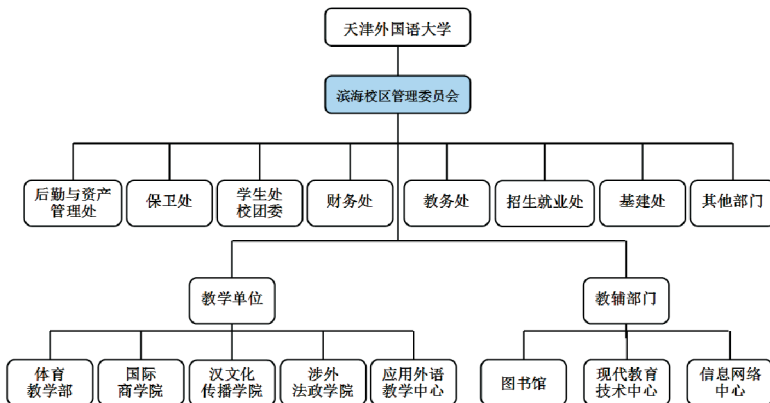 天津外国语大学
滨海校区管理委员会
后勤与资产
管理处
保卫处
学生处
校团委
财务处
教务处
招生就业处
基建处
其他部门
教学单位
教辅部门
体育
教学部
国际
商学院
汉文化
传播学院
涉外
法政学院
应用外语
教学中心
图书馆
现代教育
技术中心
信息网络
中心